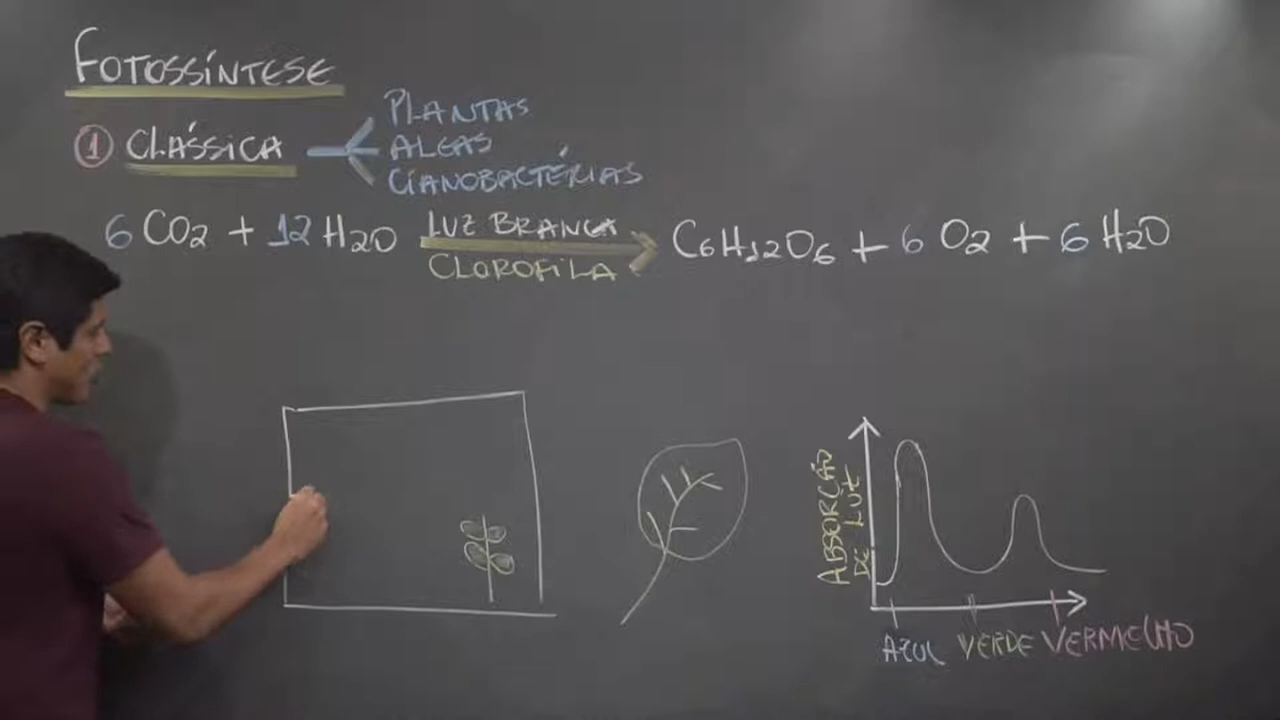 FOTOSSÍNTESE
① CLÁSSICA
PLANTAS
ALGAS
CIANOBACTÉRIAS
6 CO2 + 12 H2O LUZ BRANCA CLOROFILA C6H12O6 + 6 O2 + 6 H2O
ABSORÇÃO
DE LUZ
AZUL VERDE VERMELHO